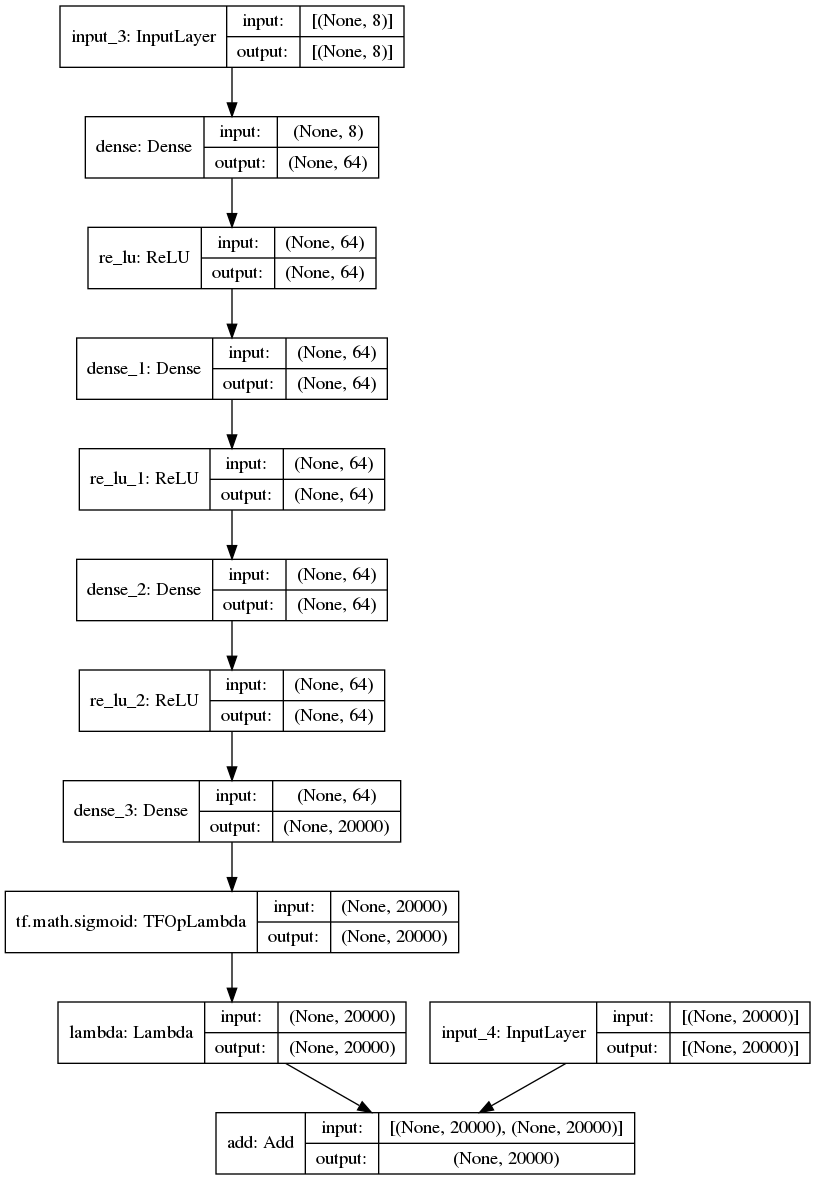 input_3: InputLayer
input: [(None, 8)]
output: [(None, 8)]
dense: Dense
input: (None, 8)
output: (None, 64)
re_lu: ReLU
input: (None, 64)
output: (None, 64)
dense_1: Dense
input: (None, 64)
output: (None, 64)
re_lu_1: ReLU
input: (None, 64)
output: (None, 64)
dense_2: Dense
input: (None, 64)
output: (None, 64)
re_lu_2: ReLU
input: (None, 64)
output: (None, 64)
dense_3: Dense
input: (None, 64)
output: (None, 20000)
tf.math.sigmoid: TFOpLambda
input: (None, 20000)
output: (None, 20000)
lambda: Lambda
input: (None, 20000)
output: (None, 20000)
input_4: InputLayer
input: [(None, 20000)]
output: [(None, 20000)]
add: Add
input: [(None, 20000), (None, 20000)]
output: (None, 20000)